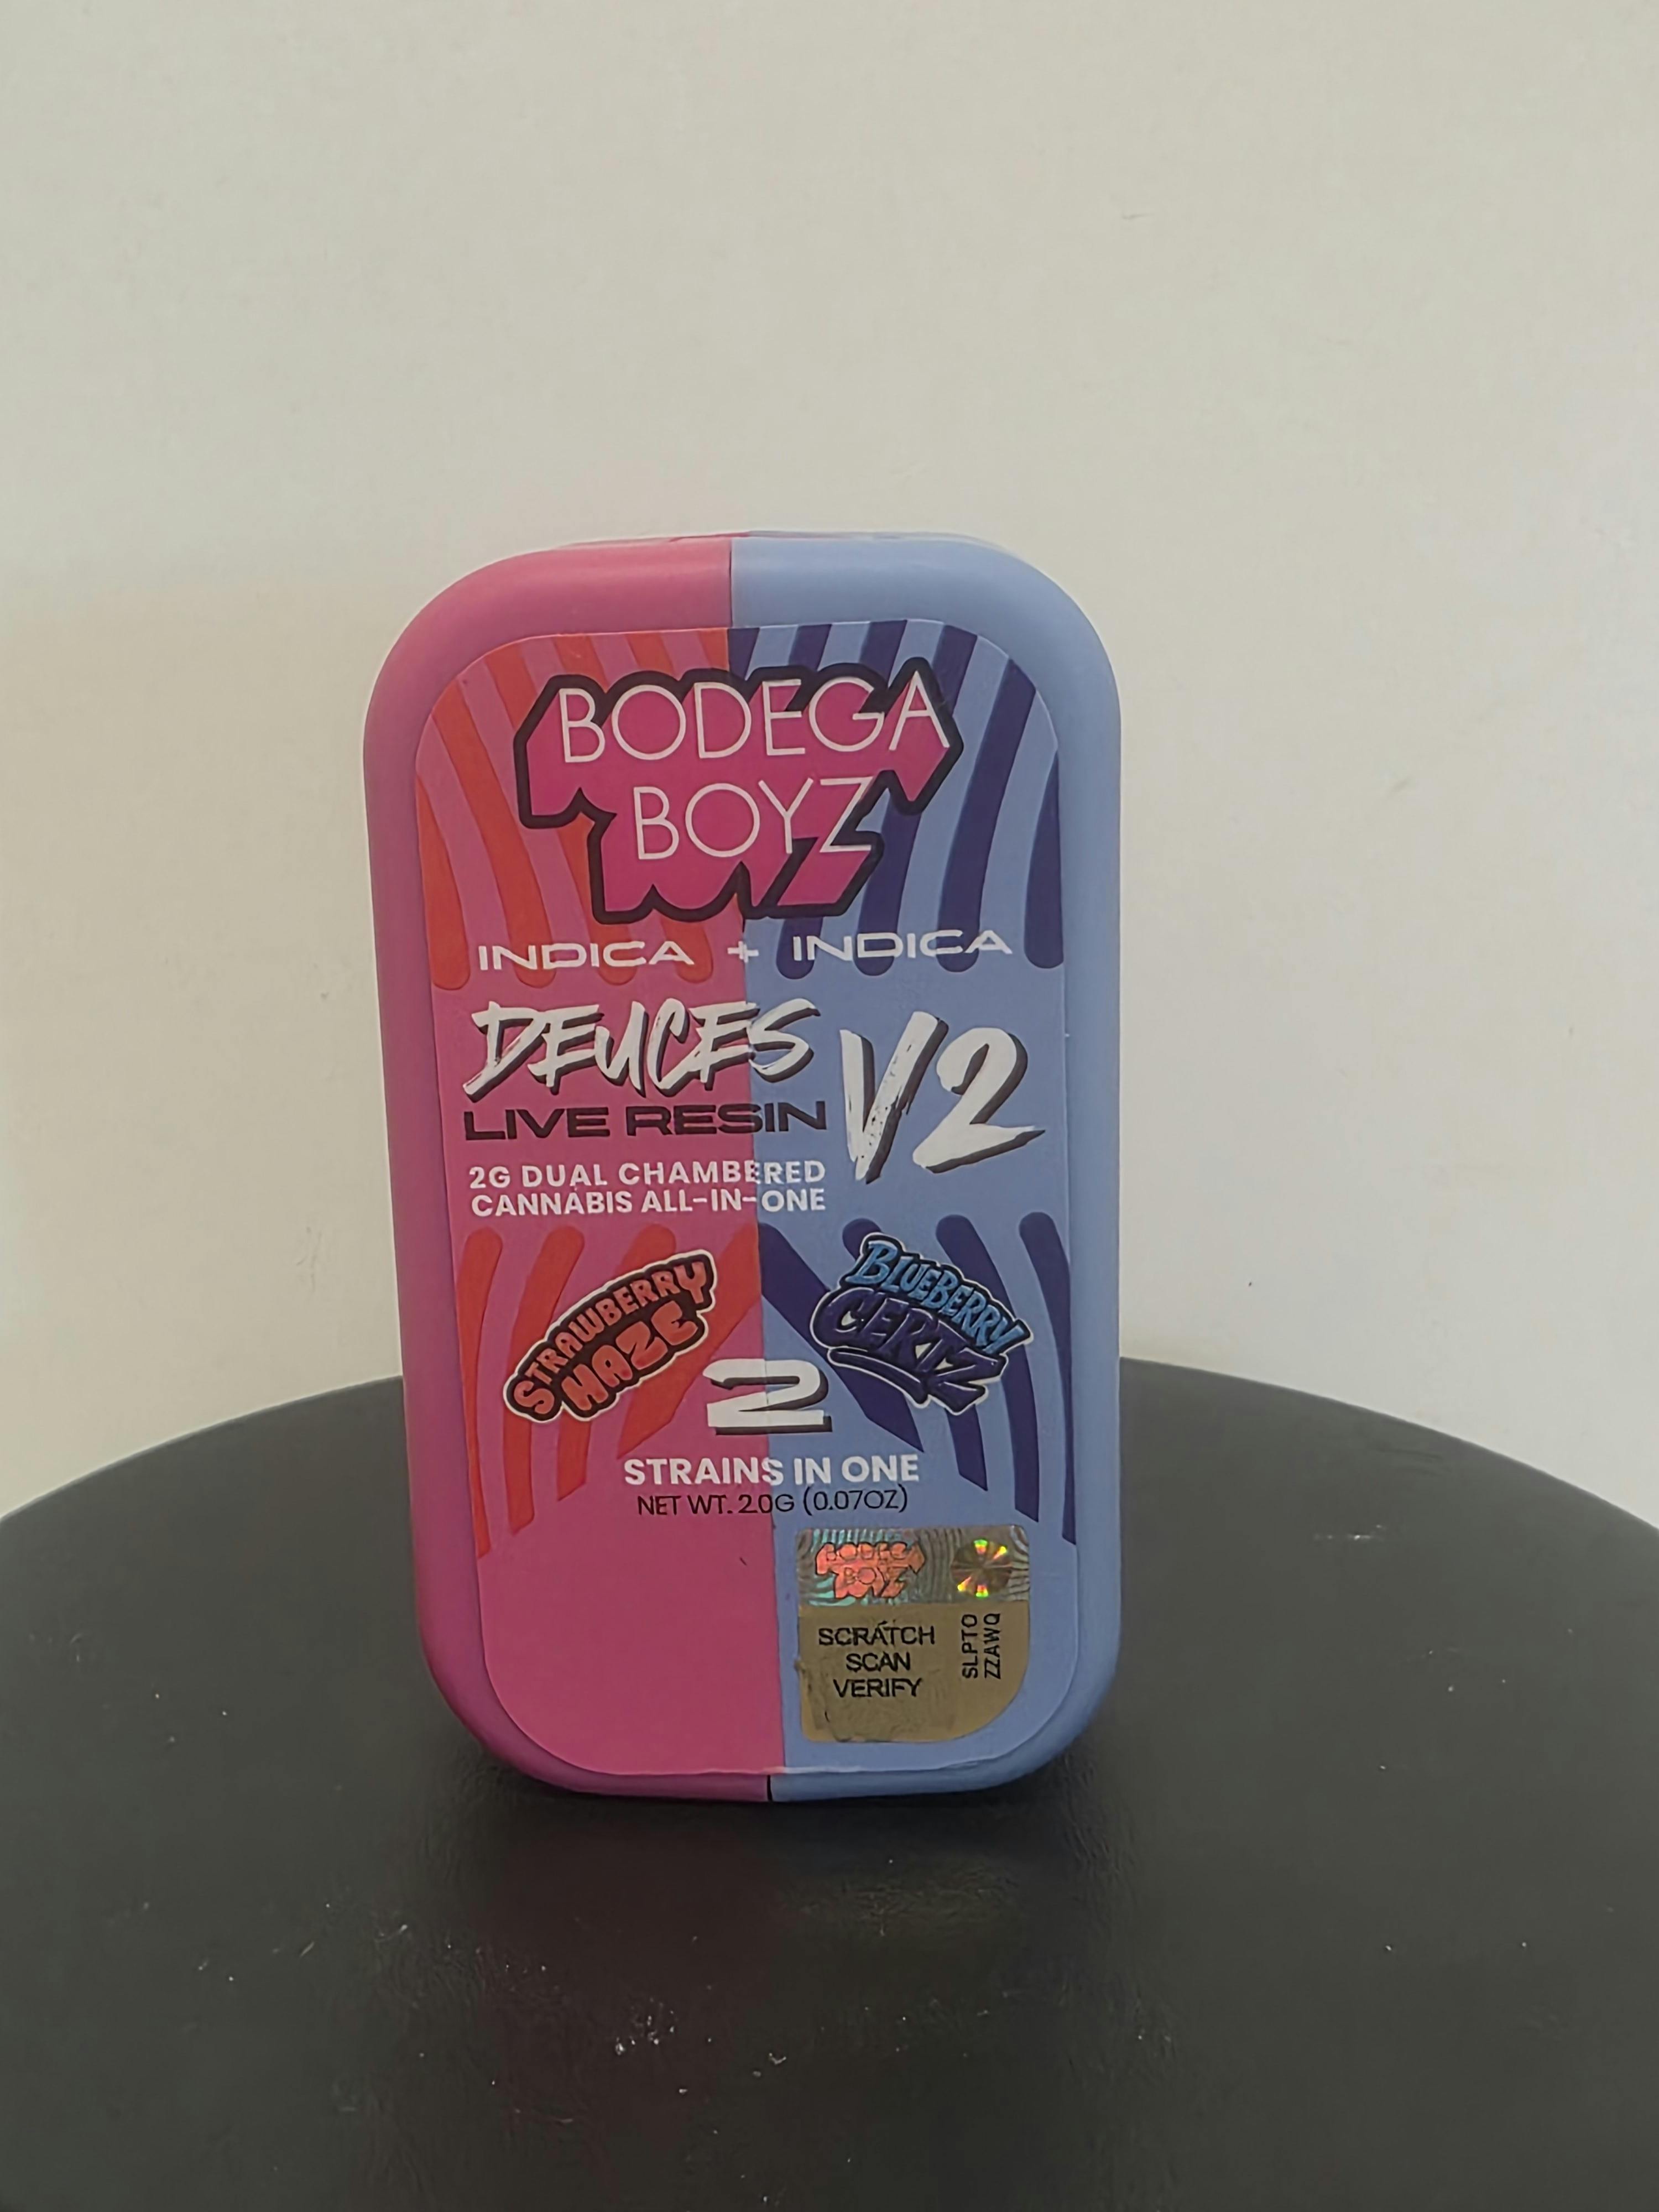 BODEGA
BOYZ
INDICA + INDICA
DEUCES V2
LIVE RESIN
2G DUAL CHAMBERED
CANNABIS ALL-IN-ONE
STRAWBERRY
HAZE
BLUEBERRY
CERTZ
2
STRAINS IN ONE
NET WT. 2.0G (0.07OZ)
BODEGA
BOYZ
SCRATCH
SCAN
VERIFY
SLPTO
ZZAWQ